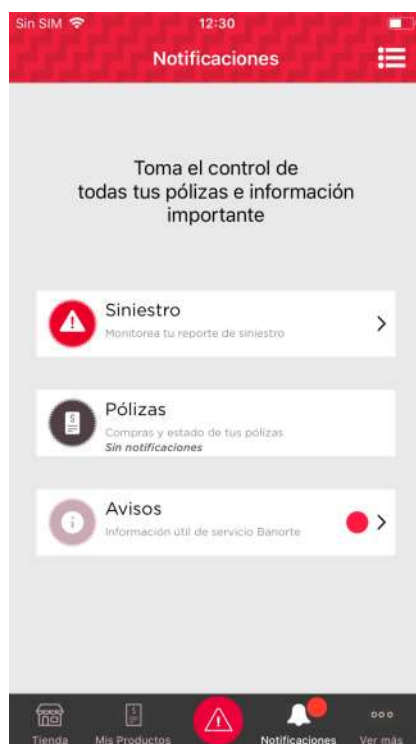 Sin SIM 12:30
Notificaciones
Toma el control de
todas tus pólizas e información
importante
Siniestro
Monitorea tu reporte de siniestro
Pólizas
Compras y estado de tus pólizas
Sin notificaciones
Avisos
Información útil de servicio Banorte
Tienda Mis Productos Notificaciones Ver más